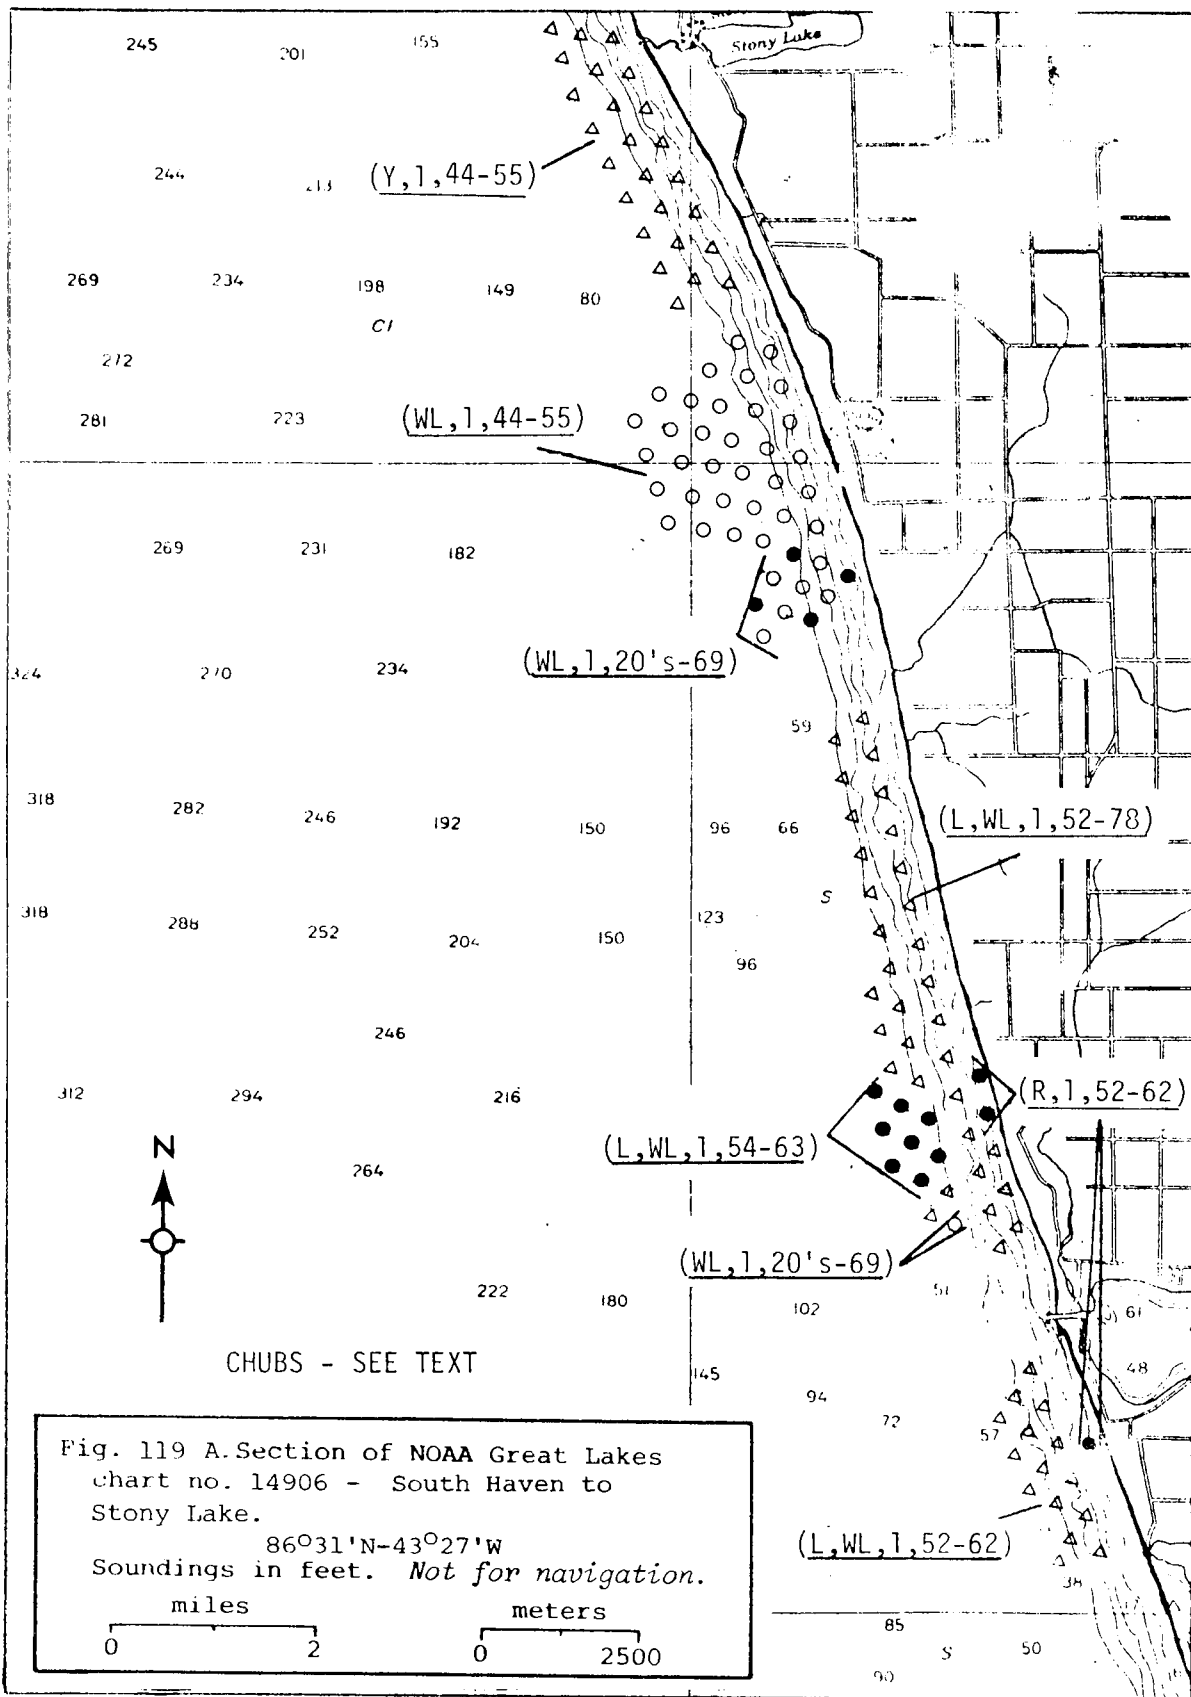 245 201 155 Stony Lake
244 213 (Y,1,44-55)
269 234 198 149 80
Cl
272
281 223 (WL,1,44-55)
269 231 182
324 270 234 (WL,1,20's-69)
59
318 282 246 192 150 96 66 (L,WL,1,52-78)
S
318 288 252 204 150 123
96
246
312 294 216 (R,1,52-62)
N
264 (L,WL,1,54-63)
(WL,1,20's-69)
222 180 102 51 61
CHUBS - SEE TEXT
145 94 48
72 57
Fig. 119 A. Section of NOAA Great Lakes
chart no. 14906 - South Haven to
Stony Lake.
86°31'N-43°27'W
Soundings in feet. Not for navigation.
miles meters
0 2 0 2500
(L,WL,1,52-62)
38
85 S 50
90